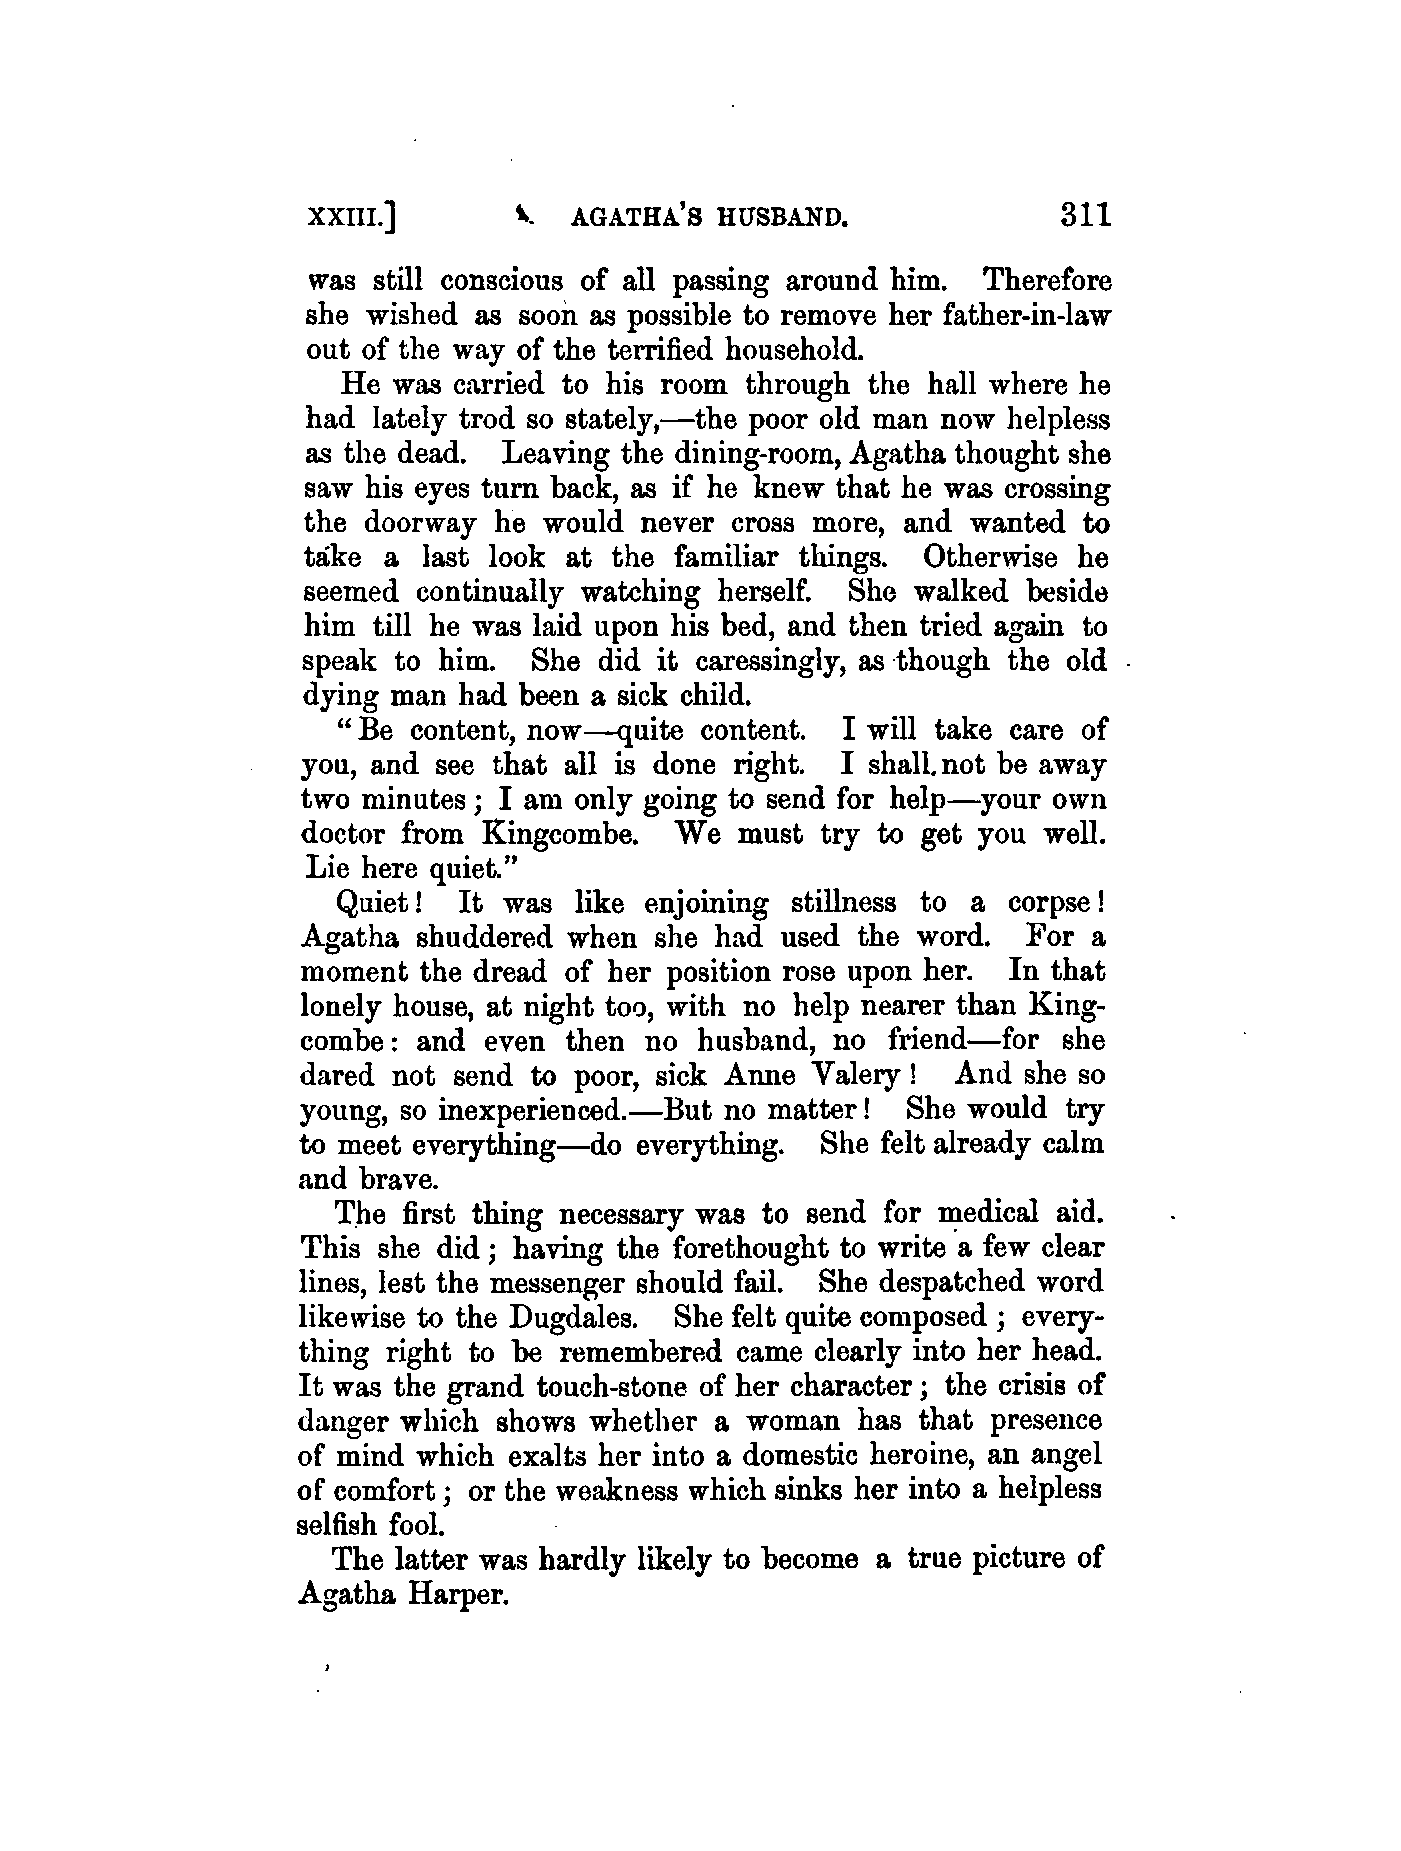 XXIII.] AGATHA'S HUSBAND. 311
was still conscious of all passing around him. Therefore
she wished as soon as possible to remove her father-in-law
out of the way of the terrified household.
He was carried to his room through the hall where he
had lately trod so stately,—the poor old man now helpless
as the dead. Leaving the dining-room, Agatha thought she
saw his eyes turn back, as if he knew that he was crossing
the doorway he would never cross more, and wanted to
take a last look at the familiar things. Otherwise he
seemed continually watching herself. She walked beside
him till he was laid upon his bed, and then tried again to
speak to him. She did it caressingly, as though the old
dying man had been a sick child.
"Be content, now—quite content. I will take care of
you, and see that all is done right. I shall not be away
two minutes; I am only going to send for help—your own
doctor from Kingcombe. We must try to get you well.
Lie here quiet."
Quiet! It was like enjoining stillness to a corpse!
Agatha shuddered when she had used the word. For a
moment the dread of her position rose upon her. In that
lonely house, at night too, with no help nearer than King-
combe: and even then no husband, no friend—for she
dared not send to poor, sick Anne Valery! And she so
young, so inexperienced.—But no matter! She would try
to meet everything—do everything. She felt already calm
and brave.
The first thing necessary was to send for medical aid.
This she did; having the forethought to write a few clear
lines, lest the messenger should fail. She despatched word
likewise to the Dugdales. She felt quite composed; every-
thing right to be remembered came clearly into her head.
It was the grand touch-stone of her character; the crisis of
danger which shows whether a woman has that presence
of mind which exalts her into a domestic heroine, an angel
of comfort; or the weakness which sinks her into a helpless
selfish fool.
The latter was hardly likely to become a true picture of
Agatha Harper.